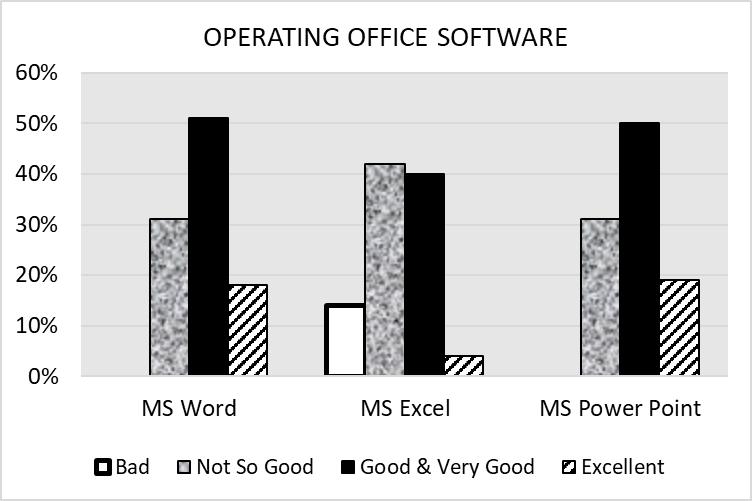 OPERATING OFFICE SOFTWARE
60%
50%
40%
30%
20%
10%
0%
MS Word MS Excel MS Power Point
Bad Not So Good Good & Very Good Excellent